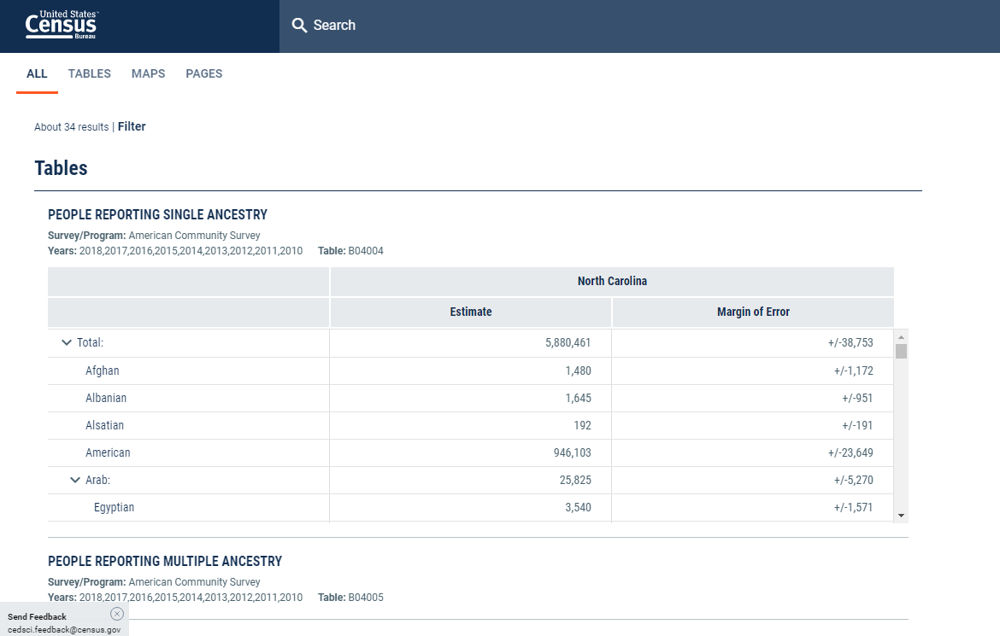 United States™
Census
Bureau
Search
ALL TABLES MAPS PAGES
About 34 results | Filter
Tables
PEOPLE REPORTING SINGLE ANCESTRY
Survey/Program: American Community Survey
Years: 2018,2017,2016,2015,2014,2013,2012,2011,2010 Table: B04004
North Carolina
Estimate Margin of Error
Total: 5,880,461 +/-38,753
Afghan 1,480 +/-1,172
Albanian 1,645 +/-951
Alsatian 192 +/-191
American 946,103 +/-23,649
Arab: 25,825 +/-5,270
Egyptian 3,540 +/-1,571
PEOPLE REPORTING MULTIPLE ANCESTRY
Survey/Program: American Community Survey
Years: 2018,2017,2016,2015,2014,2013,2012,2011,2010 Table: B04005
Send Feedback
cedsci.feedback@census.gov